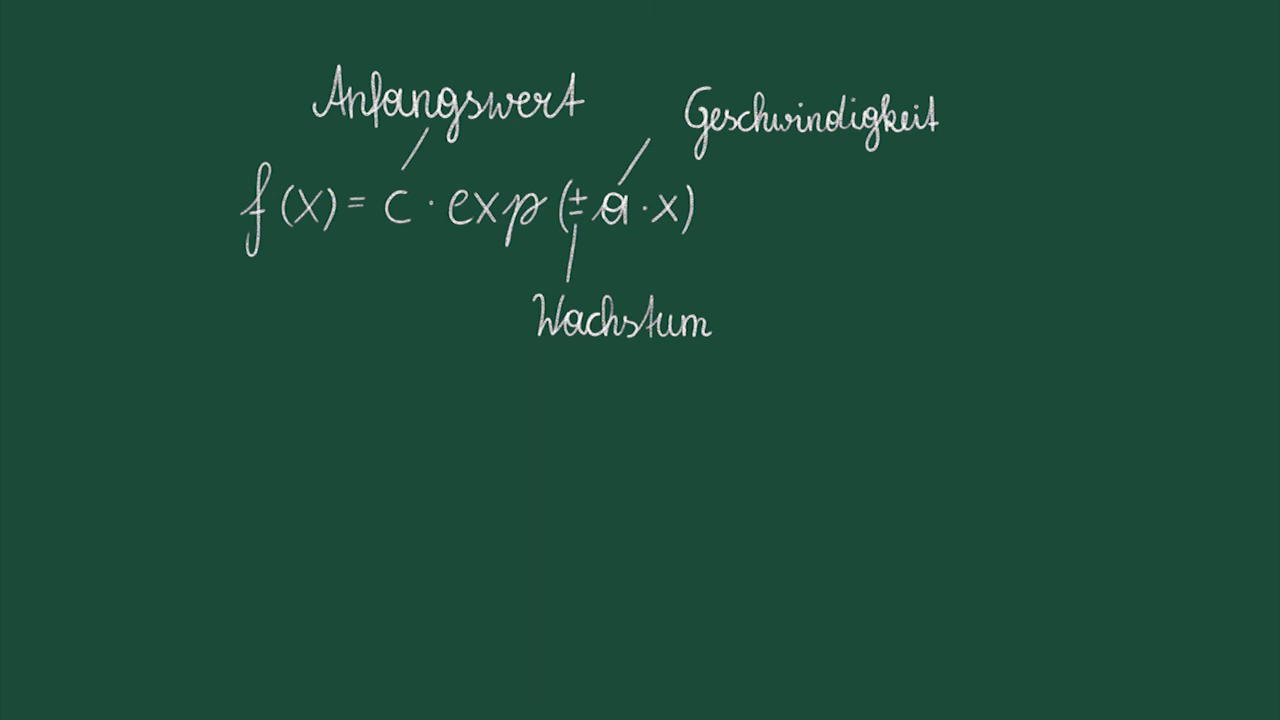 Anfangswert
Geschwindigkeit
f(x) = c · exp(± a · x)
Wachstum